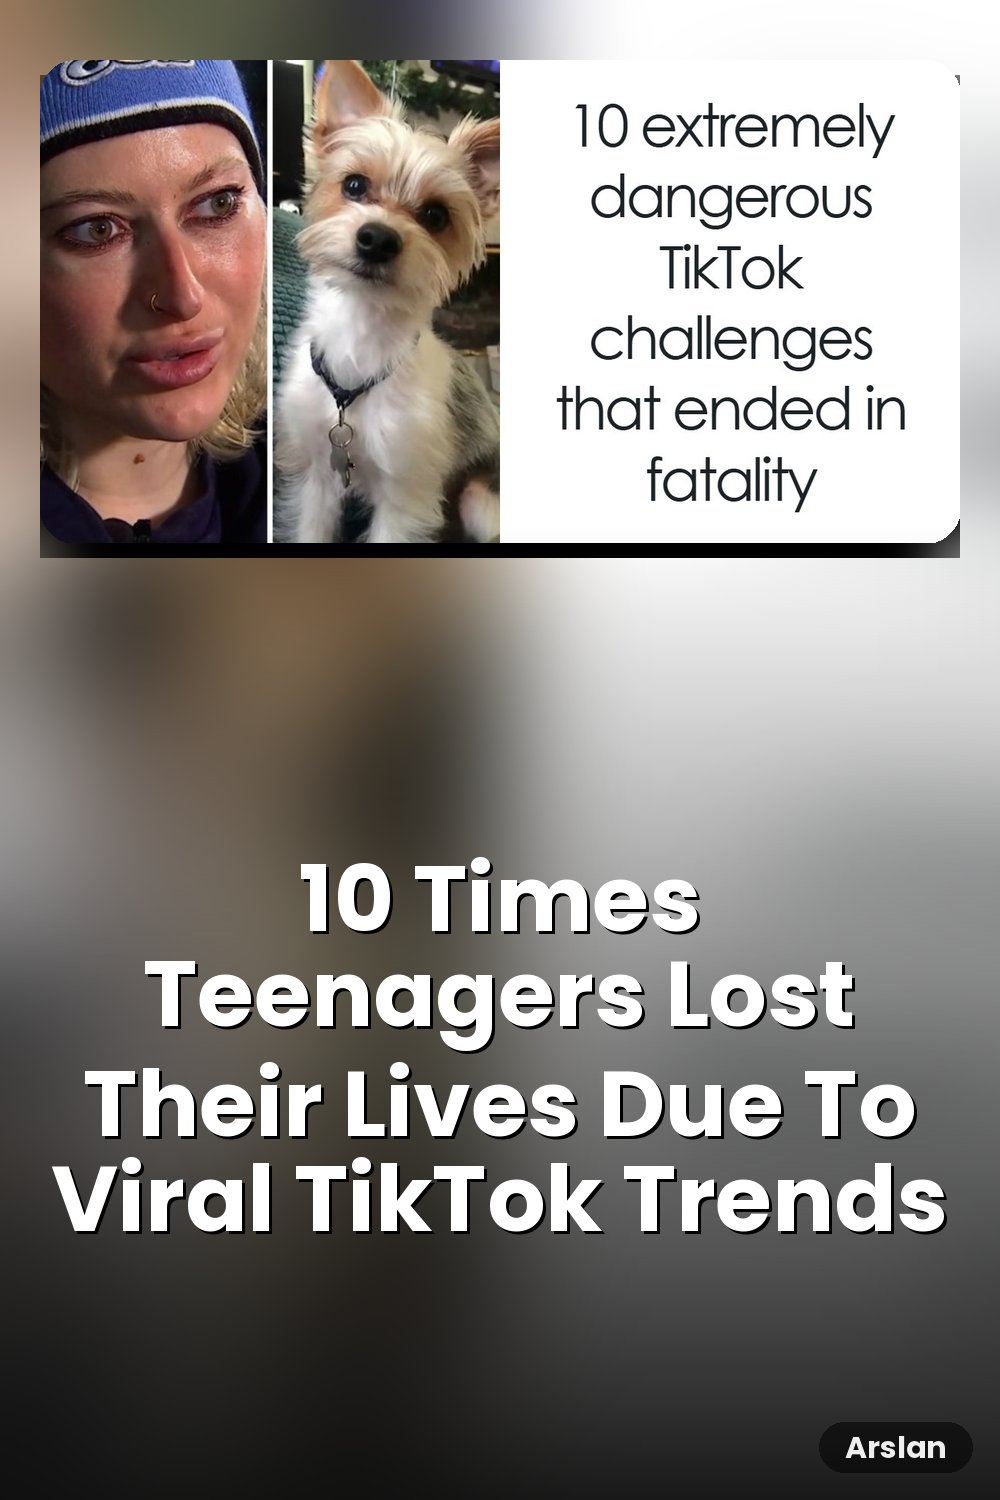 10 extremely
dangerous
TikTok
challenges
that ended in
fatality
10 Times
Teenagers Lost
Their Lives Due To
Viral TikTok Trends
Arslan